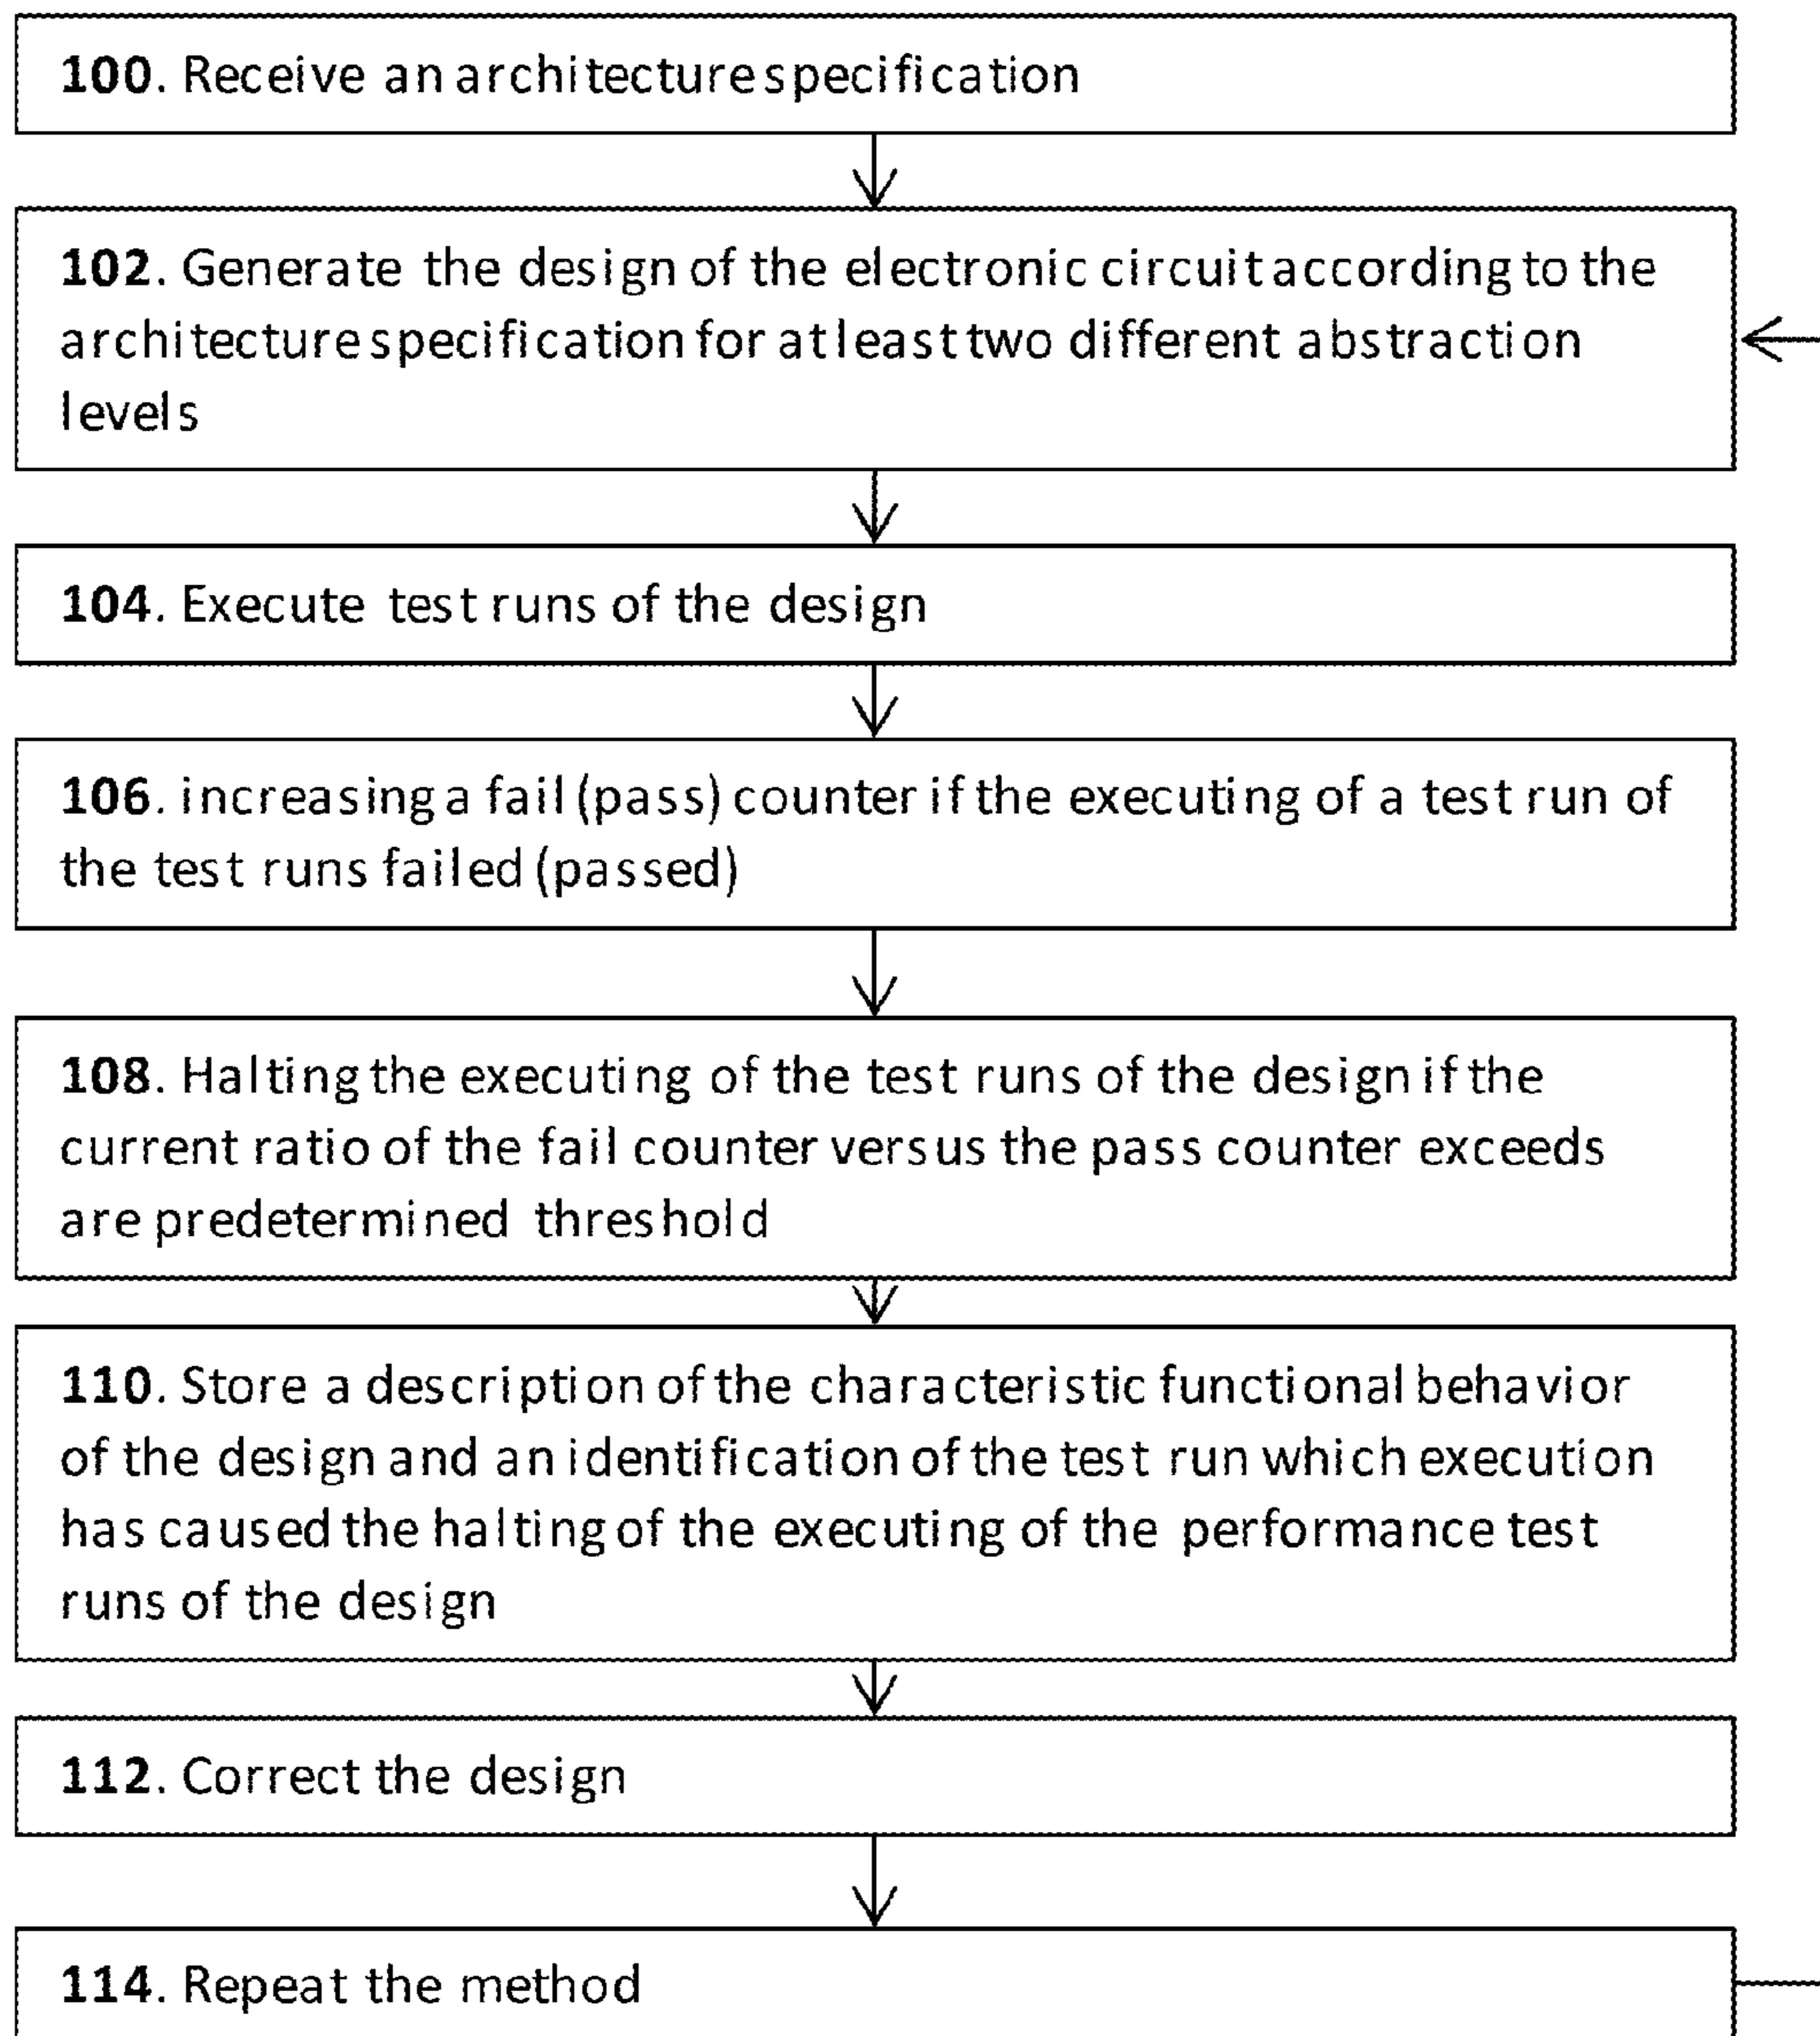 100. Receive an architecture specification
102. Generate the design of the electronic circuit according to the
architecture specification for at least two different abstraction
levels
104. Execute test runs of the design
106. increasing a fail (pass) counter if the executing of a test run of
the test runs failed (passed)
108. Halting the executing of the test runs of the design if the
current ratio of the fail counter versus the pass counter exceeds
are predetermined threshold
110. Store a description of the characteristic functional behavior
of the design and an identification of the test run which execution
has caused the halting of the executing of the performance test
runs of the design
112. Correct the design
114. Repeat the method